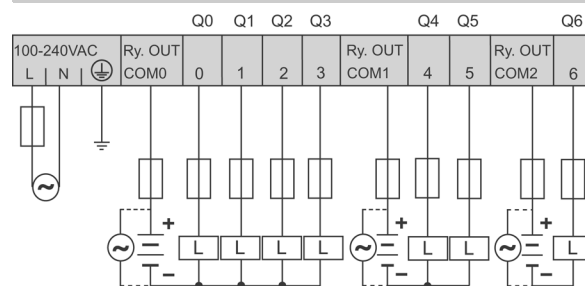 Q0 Q1 Q2 Q3 Q4 Q5 Q6
100-240VAC Ry. OUT Ry. OUT Ry. OUT
L N COM0 0 1 2 3 COM1 4 5 COM2 6
~
+ + +
~ ~ ~
L L L L L L L
− − −